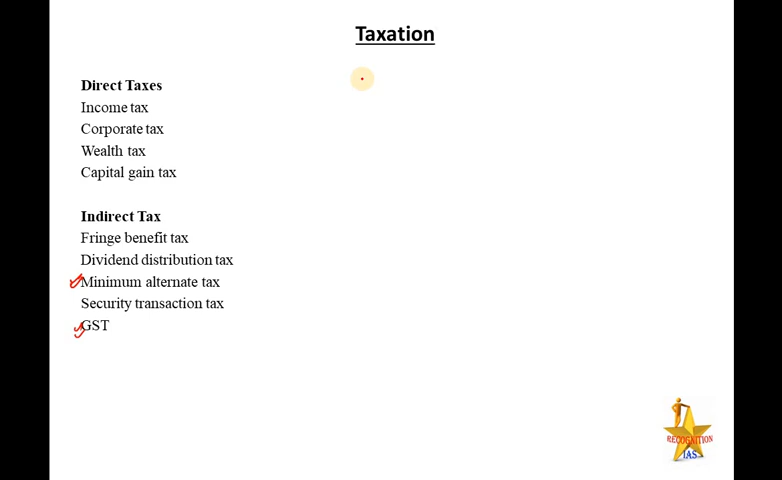 Taxation
Direct Taxes
Income tax
Corporate tax
Wealth tax
Capital gain tax
Indirect Tax
Fringe benefit tax
Dividend distribution tax
Minimum alternate tax
Security transaction tax
GST
RECOGNITION
IAS